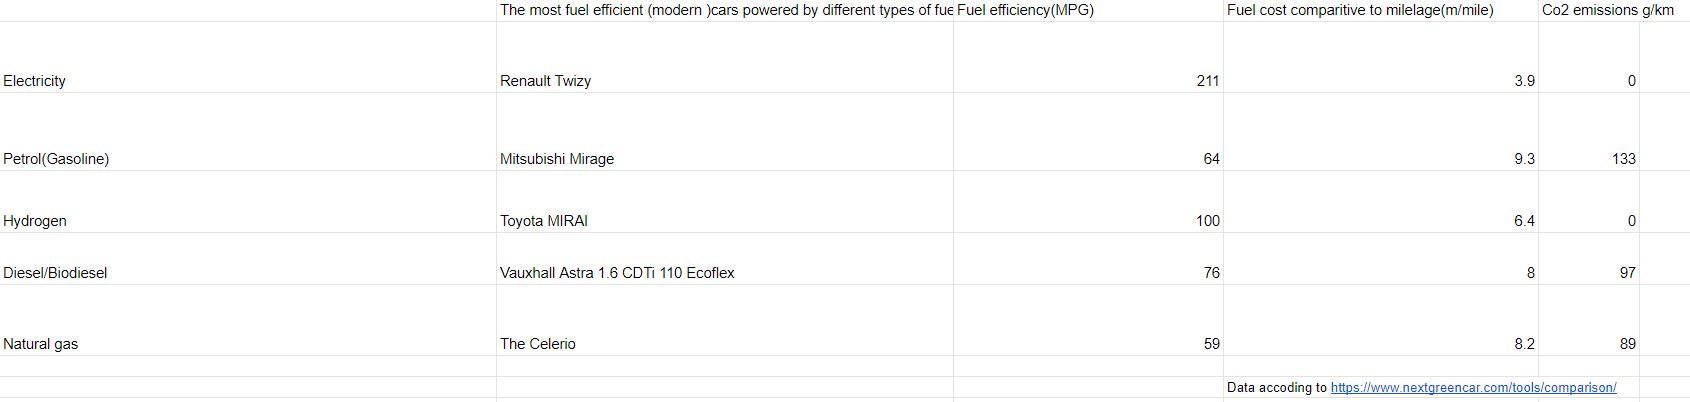 The most fuel efficient (modern )cars powered by different types of fue Fuel efficiency(MPG) Fuel cost comparitive to milelage(m/mile) Co2 emissions g/km
Electricity Renault Twizy 211 3.9 0
Petrol(Gasoline) Mitsubishi Mirage 64 9.3 133
Hydrogen Toyota MIRAI 100 6.4 0
Diesel/Biodiesel Vauxhall Astra 1.6 CDTi 110 Ecoflex 76 8 97
Natural gas The Celerio 59 8.2 89
Data accoding to https://www.nextgreencar.com/tools/comparison/